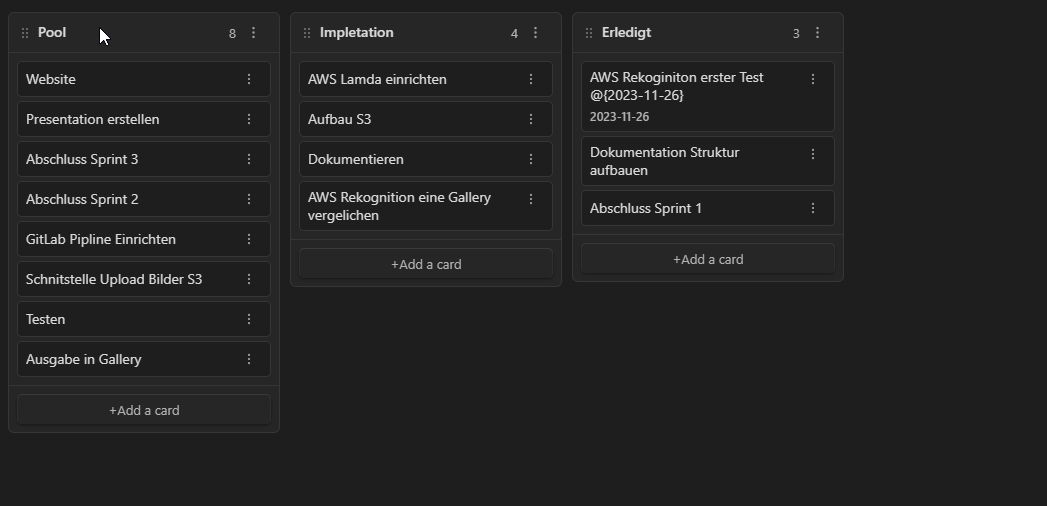 Pool 8
Website
Presentation erstellen
Abschluss Sprint 3
Abschluss Sprint 2
GitLab Pipline Einrichten
Schnitstelle Upload Bilder S3
Testen
Ausgabe in Gallery
+Add a card
Impletation 4
AWS Lamda einrichten
Aufbau S3
Dokumentieren
AWS Rekognition eine Gallery
vergelichen
+Add a card
Erledigt 3
AWS Rekoginiton erster Test
@{2023-11-26}
2023-11-26
Dokumentation Struktur
aufbauen
Abschluss Sprint 1
+Add a card